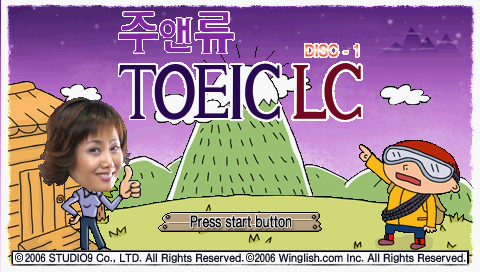 주앤류
DISC - 1
TOEIC LC
Press start button
©2006 STUDIO9 Co., LTD. All Rights Reserved. ©2006 Winglish.com Inc. All Rights Reserved.